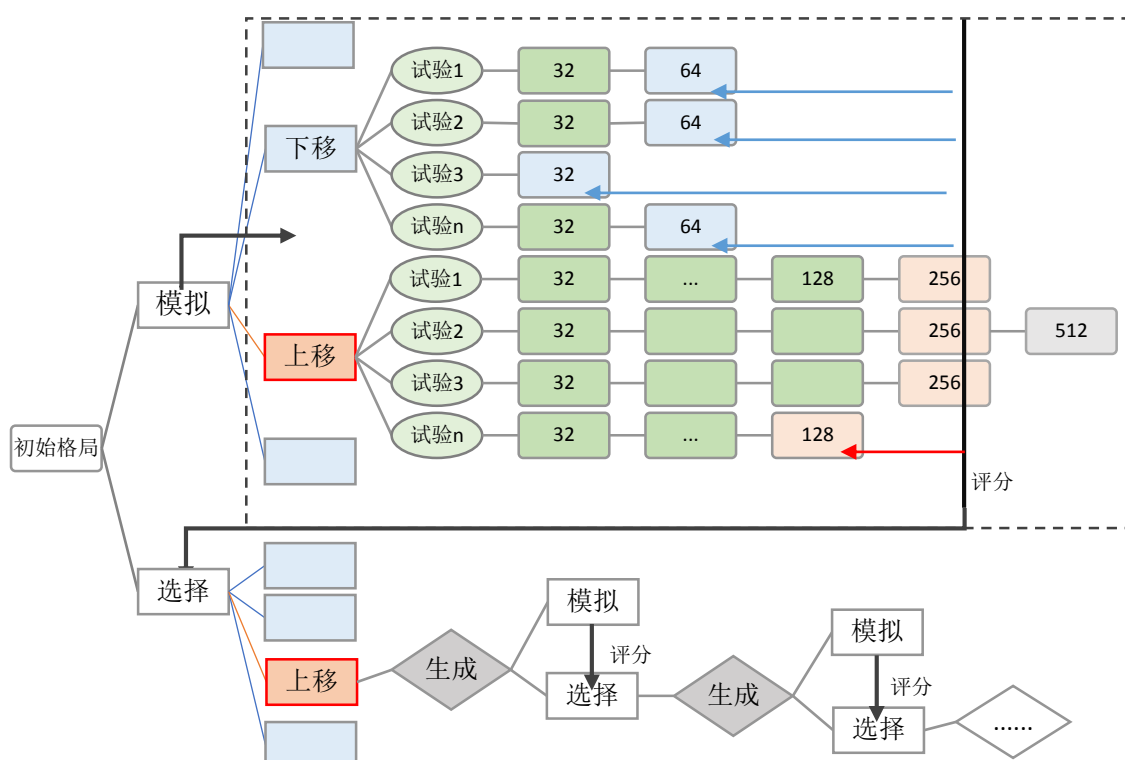 试验1 32 64
试验2 32 64
下移
试验3 32
试验n 32 64
试验1 32 ... 128 256
模拟
试验2 32 256 512
上移
试验3 32 256
试验n 32 ... 128
初始格局
评分
选择
模拟
模拟
生成 评分
上移 选择
生成 评分
选择 ......